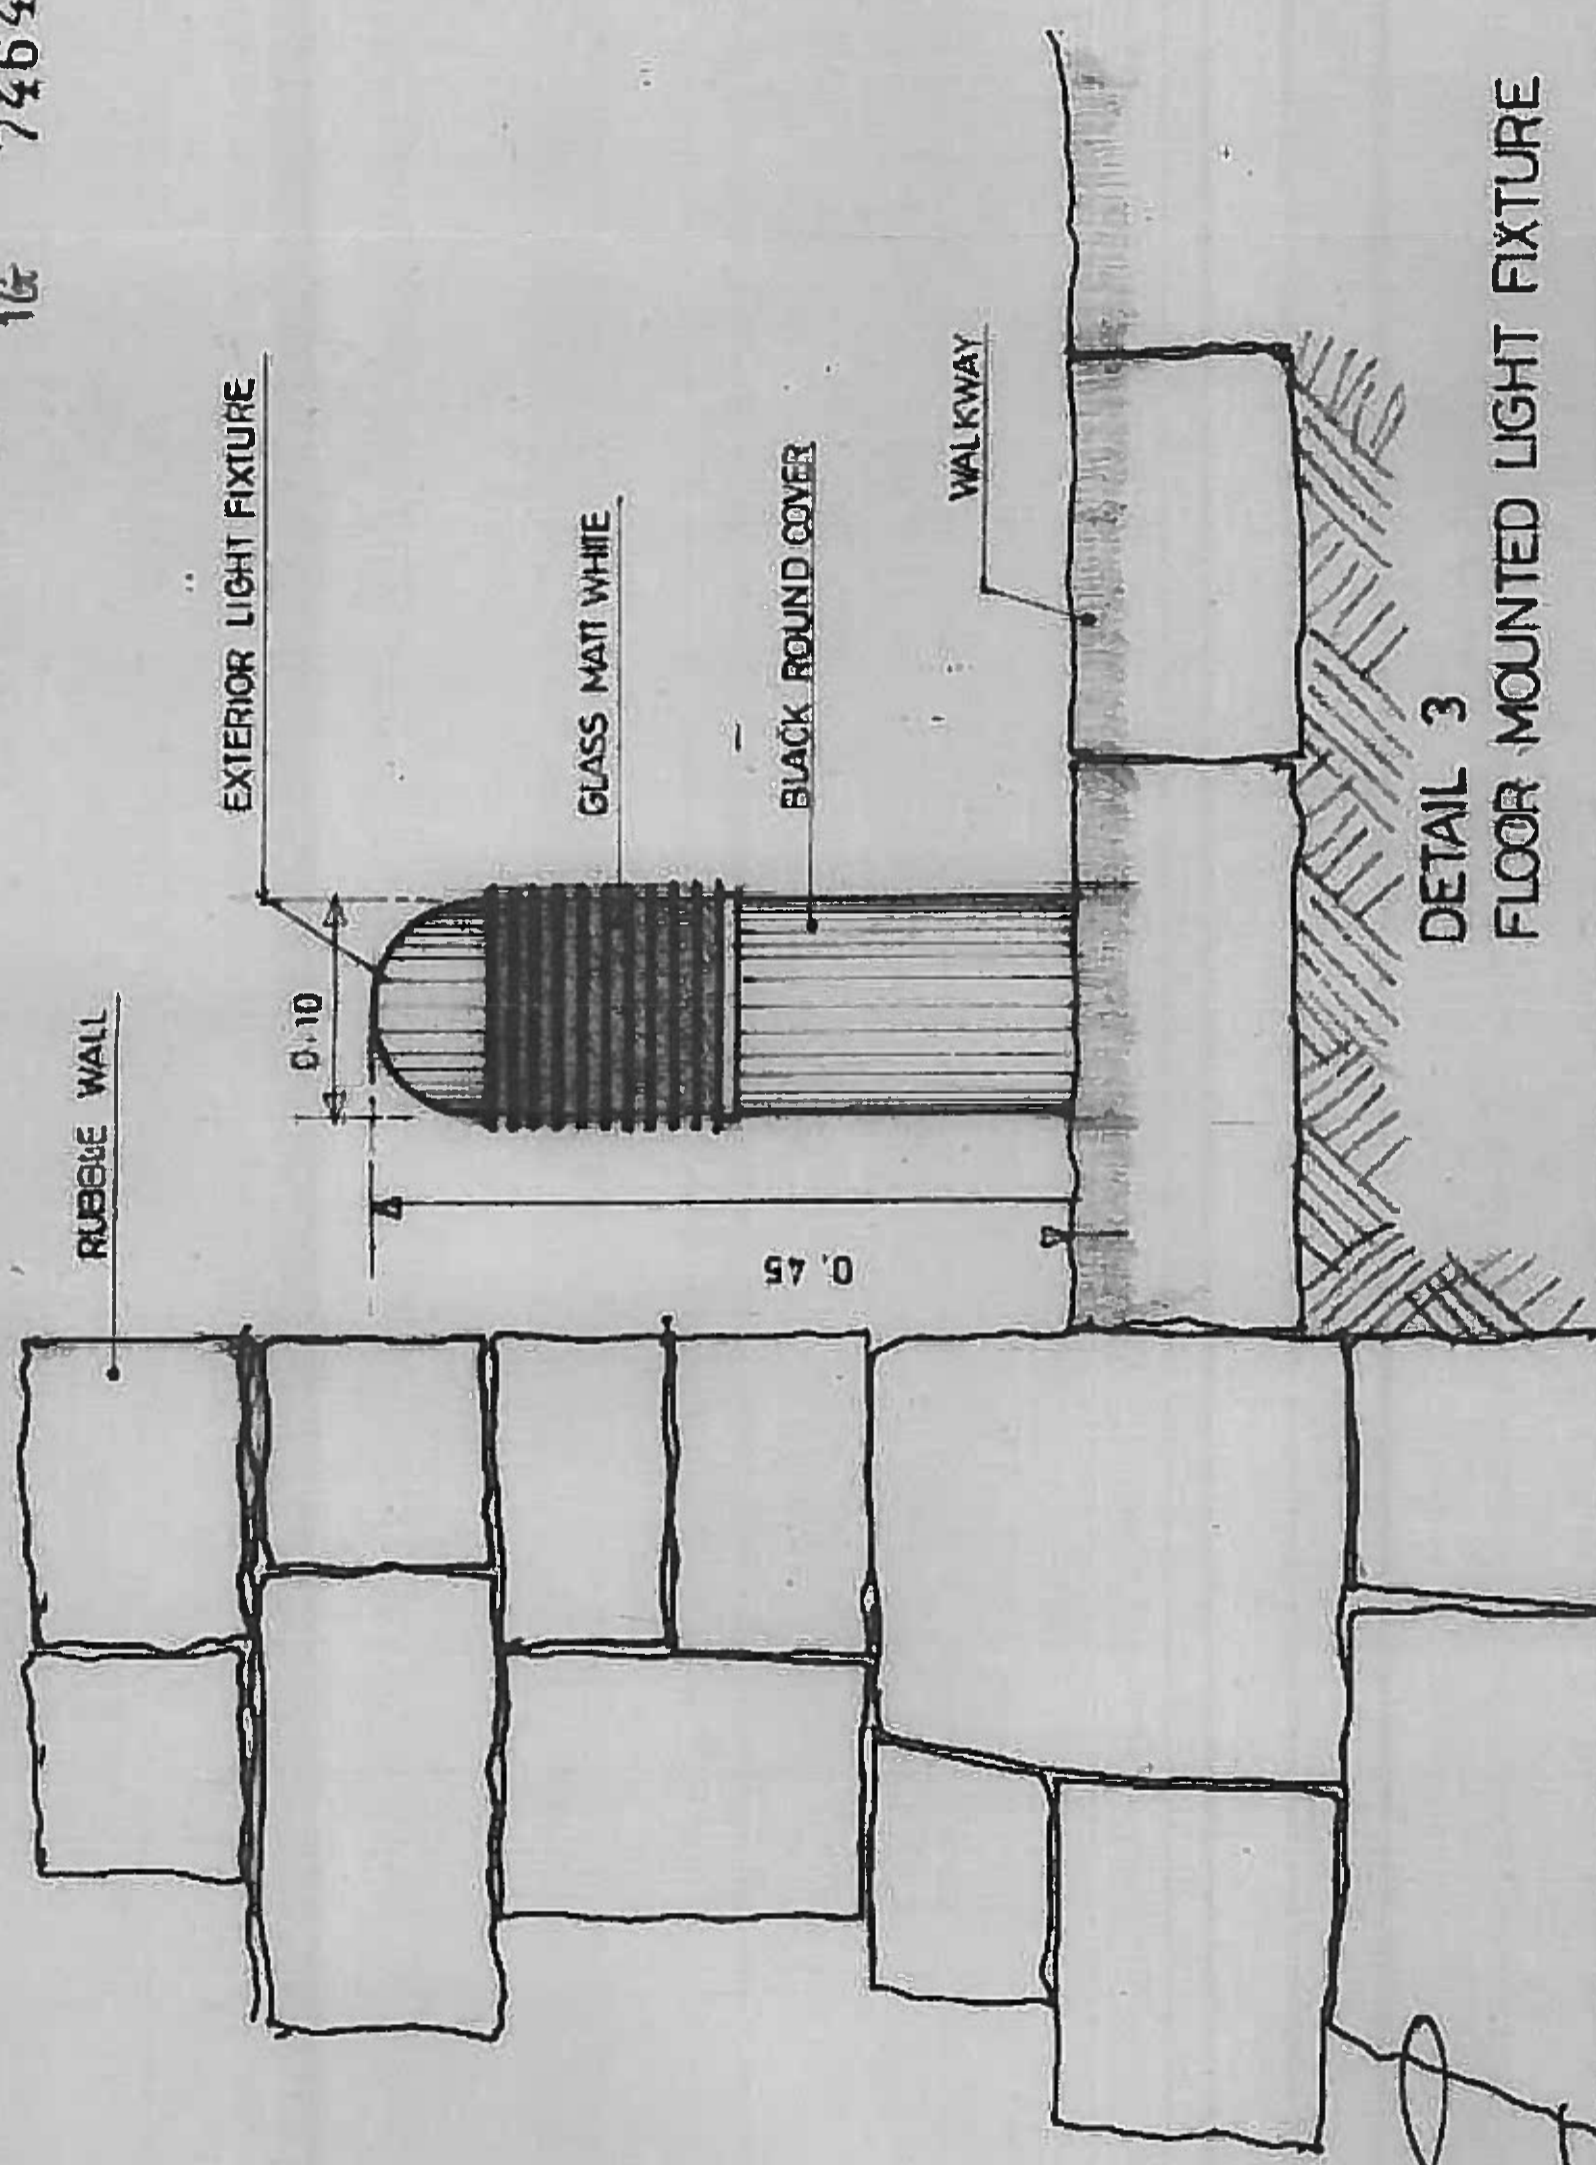 RUBBLE WALL
EXTERIOR LIGHT FIXTURE
0.10
GLASS MATT WHITE
BLACK ROUND COVER
0.45
WALKWAY
DETAIL 3
FLOOR MOUNTED LIGHT FIXTURE